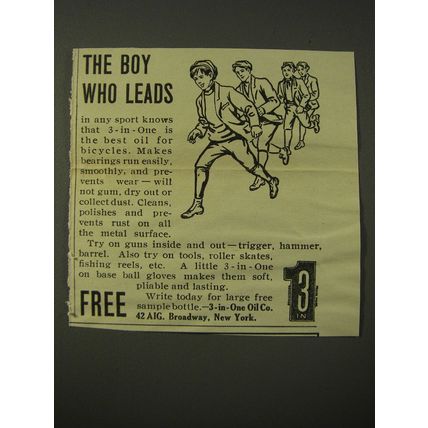 THE BOY
WHO LEADS
in any sport knows
that 3-in-One is
the best oil for
bicycles. Makes
bearings run easily,
smoothly, and pre-
vents wear—will
not gum, dry out or
collect dust. Cleans,
polishes and pre-
vents rust on all
the metal surface.
Try on guns inside and out—trigger, hammer,
barrel. Also try on tools, roller skates,
fishing reels, etc. A little 3-in-One
on base ball gloves makes them soft,
pliable and lasting.
FREE
Write today for large free
sample bottle.—3-in-One Oil Co.
42 AIG. Broadway, New York.
3
IN
1